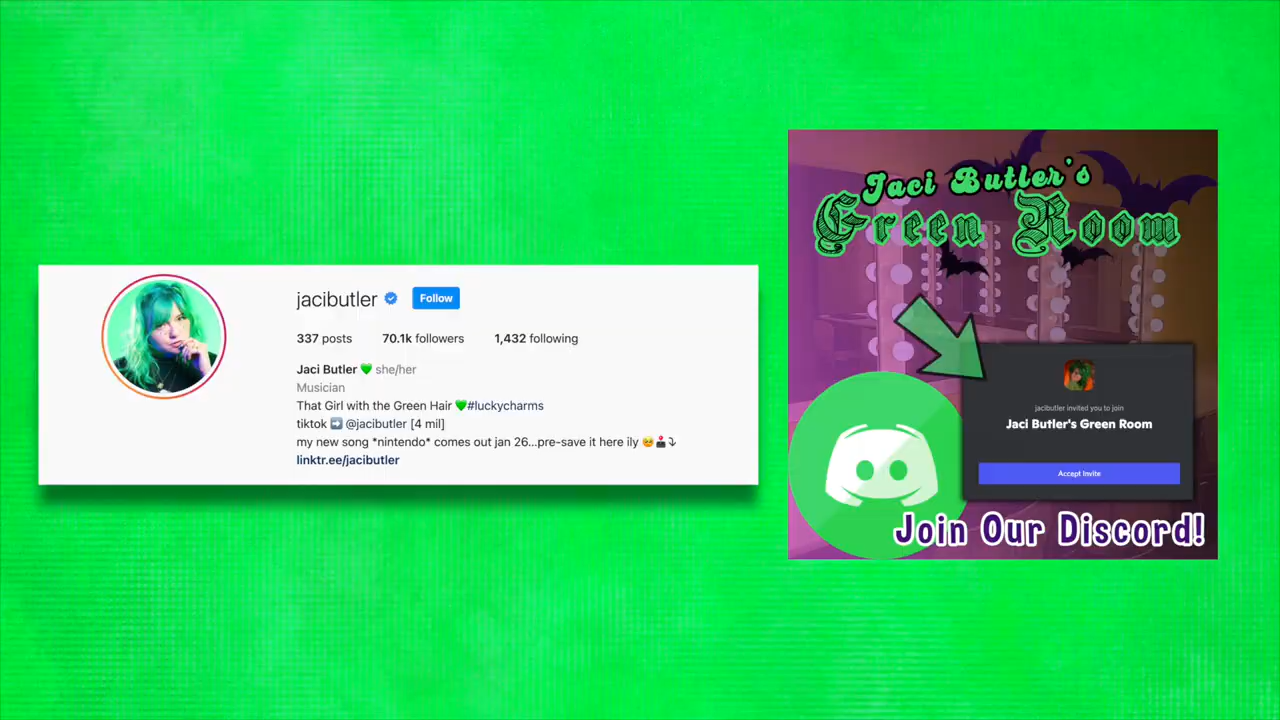 jacibutler Follow
337 posts 70.1k followers 1,432 following
Jaci Butler 💚 she/her
Musician
That Girl with the Green Hair 💚#luckycharms
tiktok ➡️ @jacibutler [4 mil]
my new song *nintendo* comes out jan 26...pre-save it here ily 🥹🕹️⤵
linktr.ee/jacibutler
Jaci Butler's
Green Room
jacibutler invited you to join
Jaci Butler's Green Room
Accept Invite
Join Our Discord!